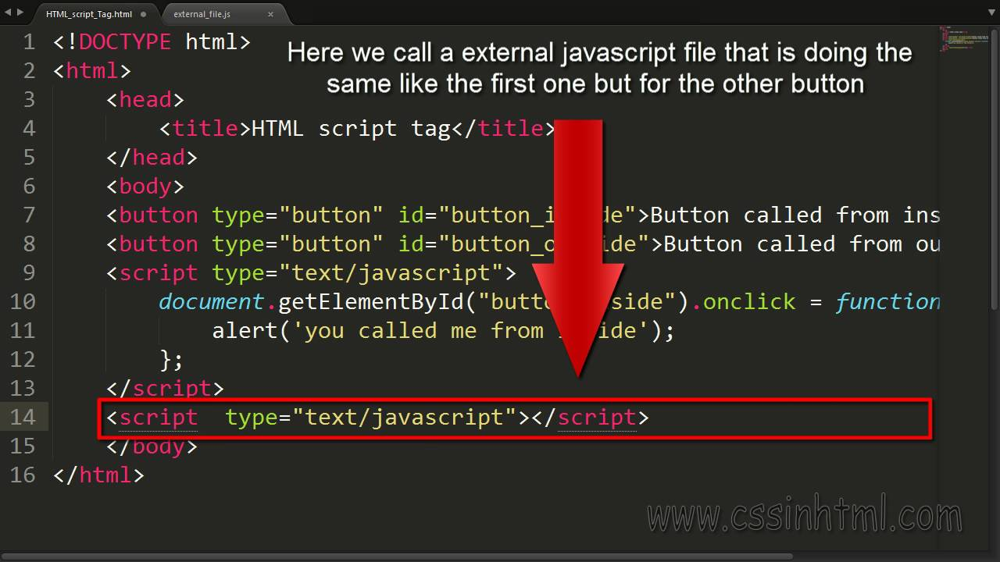 HTML_script_Tag.html
external_file.js
Here we call a external javascript file that is doing the
same like the first one but for the other button
1 <!DOCTYPE html>
2 <html>
3 <head>
4 <title>HTML script tag</title>
5 </head>
6 <body>
7 <button type="button" id="button_i de">Button called from ins
8 <button type="button" id="button_o ide">Button called from ou
9 <script type="text/javascript">
10 document.getElementById("butto side").onclick = function
11 alert('you called me from ide');
12 };
13 </script>
14 <script type="text/javascript"></script>
15 </body>
16 </html>
www.cssinhtml.com